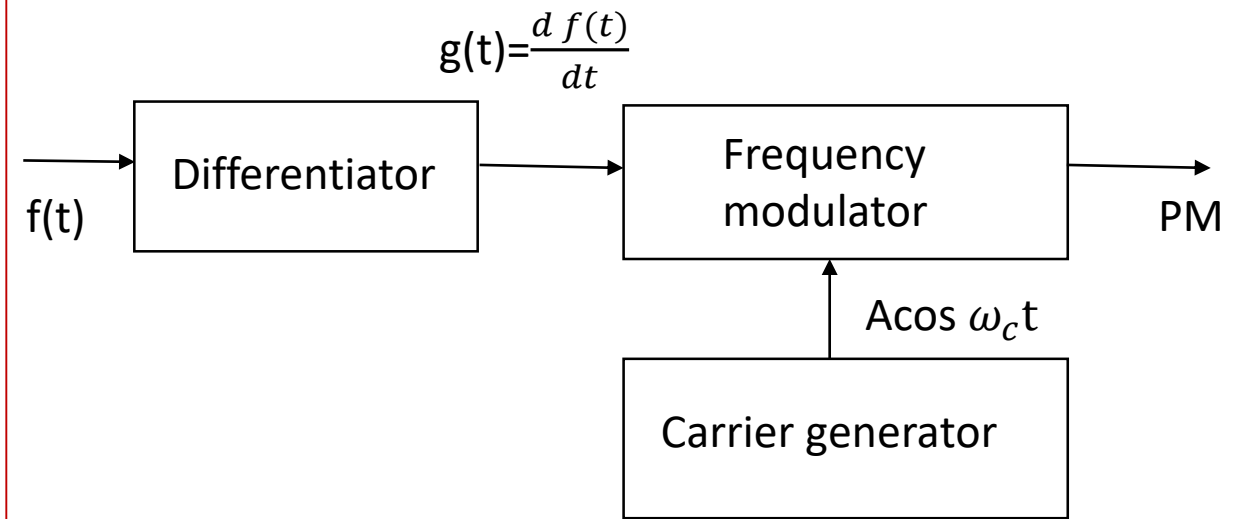 g(t)=d f(t)/dt
Differentiator
Frequency
modulator
f(t)
PM
Acos ω_c t
Carrier generator